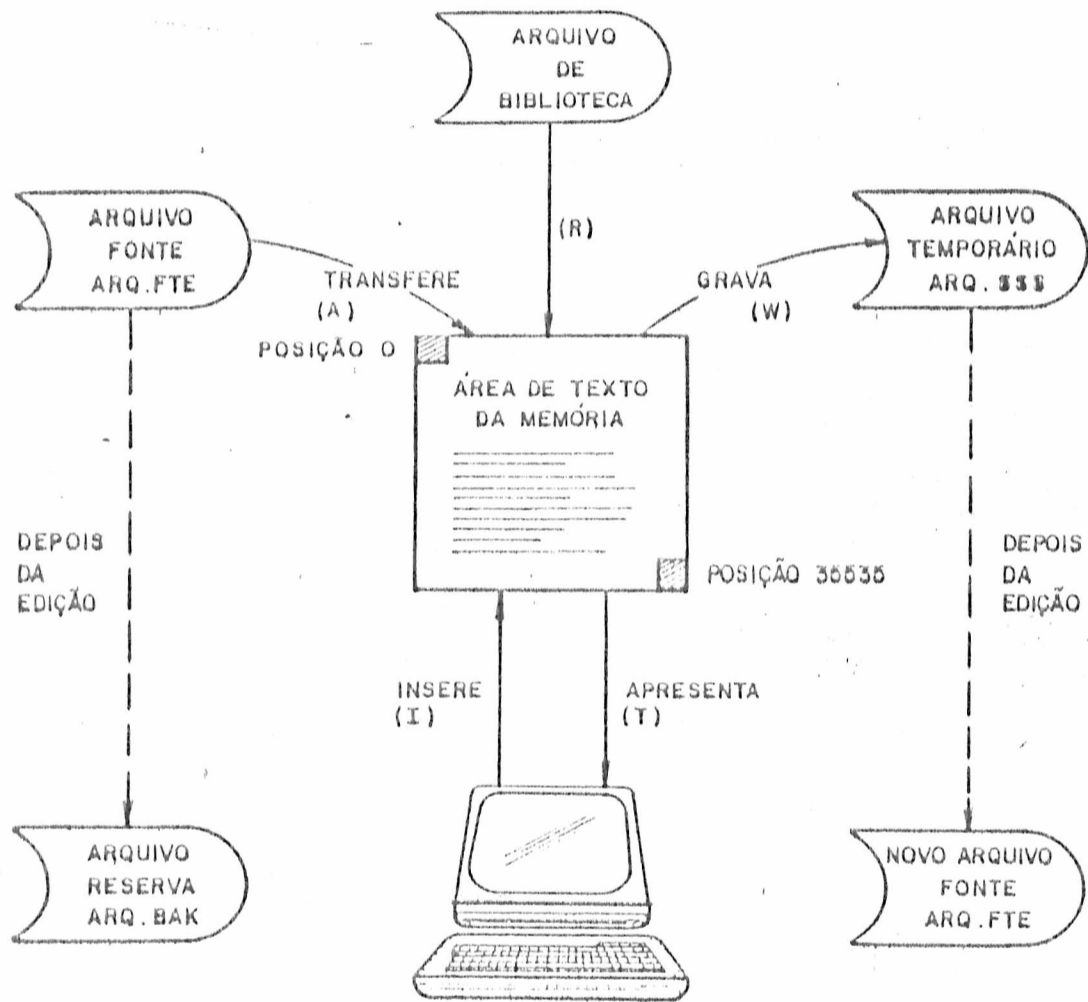 ARQUIVO
DE
BIBLIOTECA
ARQUIVO
FONTE
ARQ.FTE
TRANSFERE
(A)
(R)
GRAVA
(W)
ARQUIVO
TEMPORÁRIO
ARQ.$$$
POSIÇÃO 0
ÁREA DE TEXTO
DA MEMÓRIA
POSIÇÃO 35535
DEPOIS
DA
EDIÇÃO
DEPOIS
DA
EDIÇÃO
INSERE
(I)
APRESENTA
(T)
ARQUIVO
RESERVA
ARQ.BAK
NOVO ARQUIVO
FONTE
ARQ.FTE